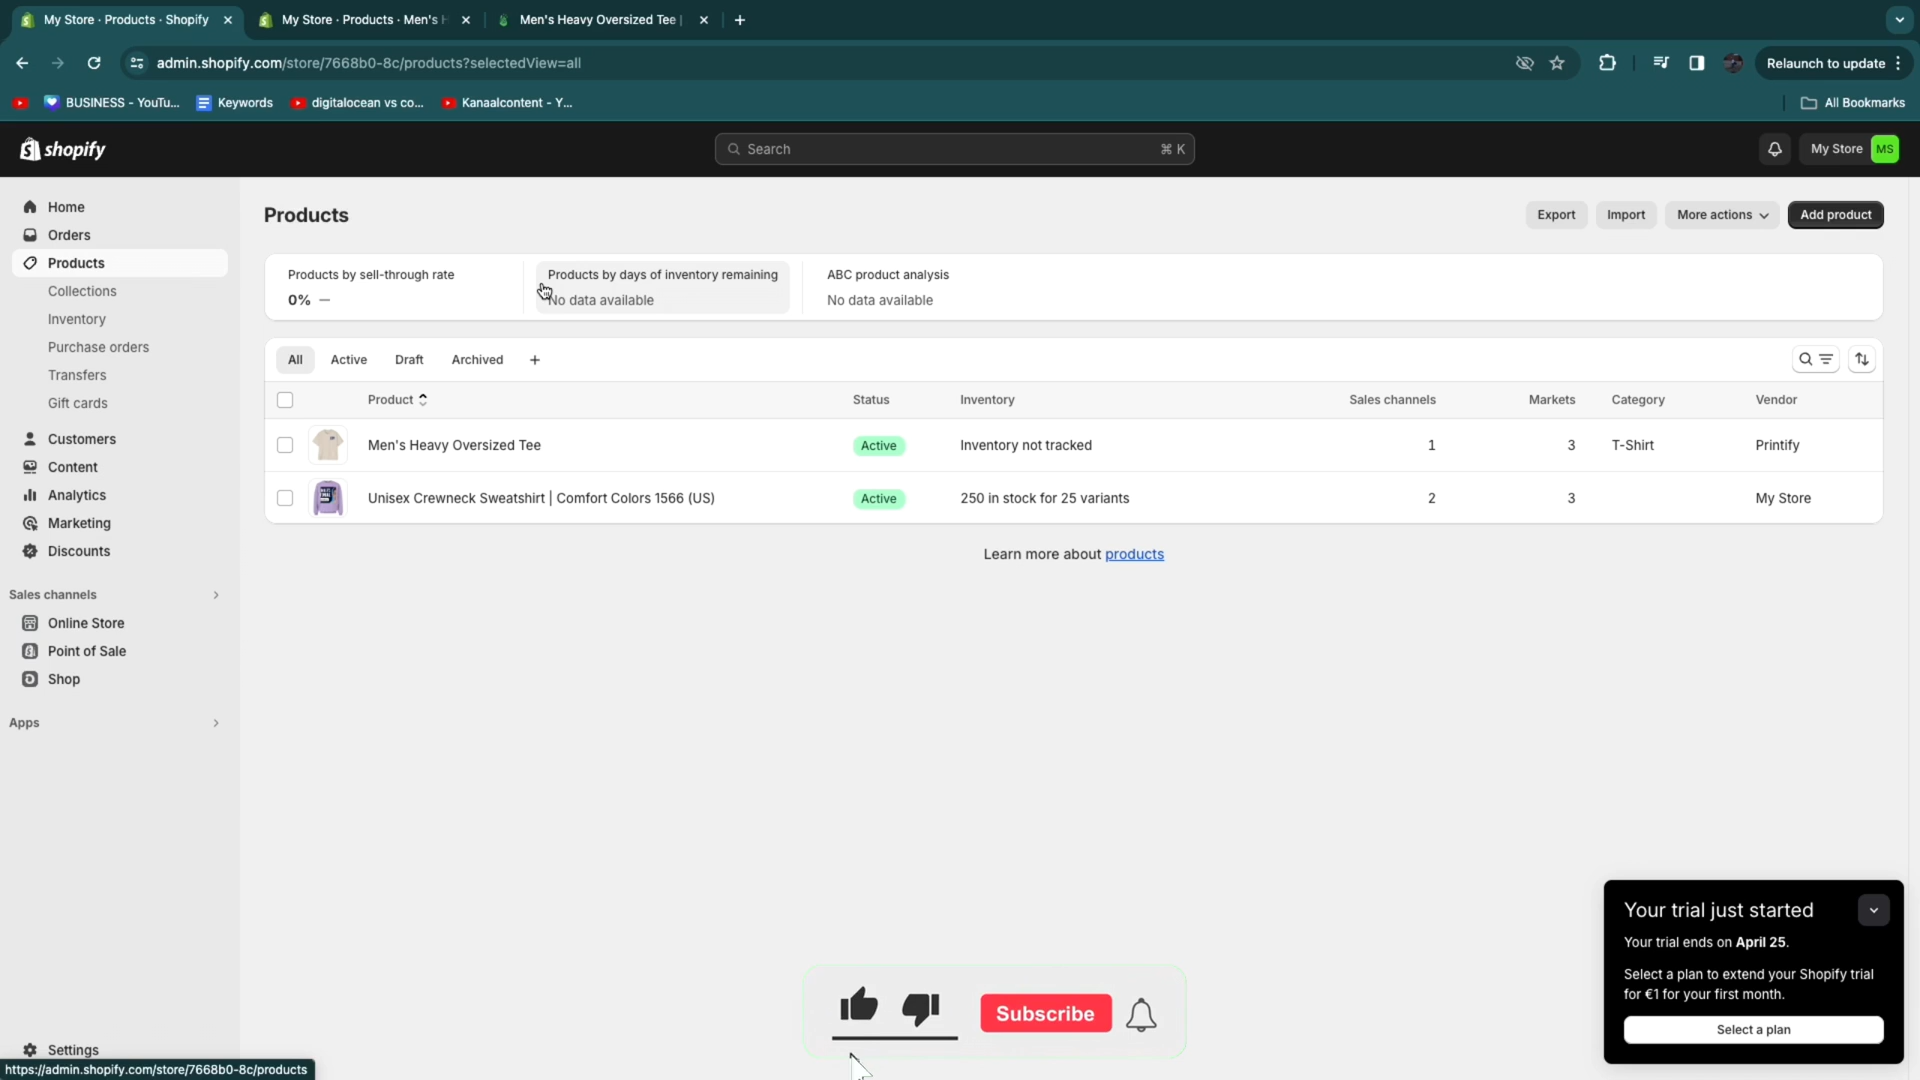 My Store · Products · Shopify
My Store · Products · Men's H
Men's Heavy Oversized Tee |
admin.shopify.com/store/7668b0-8c/products?selectedView=all
Relaunch to update
BUSINESS - YouTu...
Keywords
digitalocean vs co...
Kanaalcontent - Y...
All Bookmarks
shopify
Search
⌘ K
My Store
MS
Home
Orders
Products
Collections
Inventory
Purchase orders
Transfers
Gift cards
Customers
Content
Analytics
Marketing
Discounts
Sales channels
Online Store
Point of Sale
Shop
Apps
Settings
https://admin.shopify.com/store/7668b0-8c/products
Products
Export
Import
More actions
Add product
Products by sell-through rate
0% —
Products by days of inventory remaining
No data available
ABC product analysis
No data available
All
Active
Draft
Archived
+
Product
Status
Inventory
Sales channels
Markets
Category
Vendor
Men's Heavy Oversized Tee
Active
Inventory not tracked
1
3
T-Shirt
Printify
Unisex Crewneck Sweatshirt | Comfort Colors 1566 (US)
Active
250 in stock for 25 variants
2
3
My Store
Learn more about products
Subscribe
Your trial just started
Your trial ends on April 25.
Select a plan to extend your Shopify trial
for €1 for your first month.
Select a plan